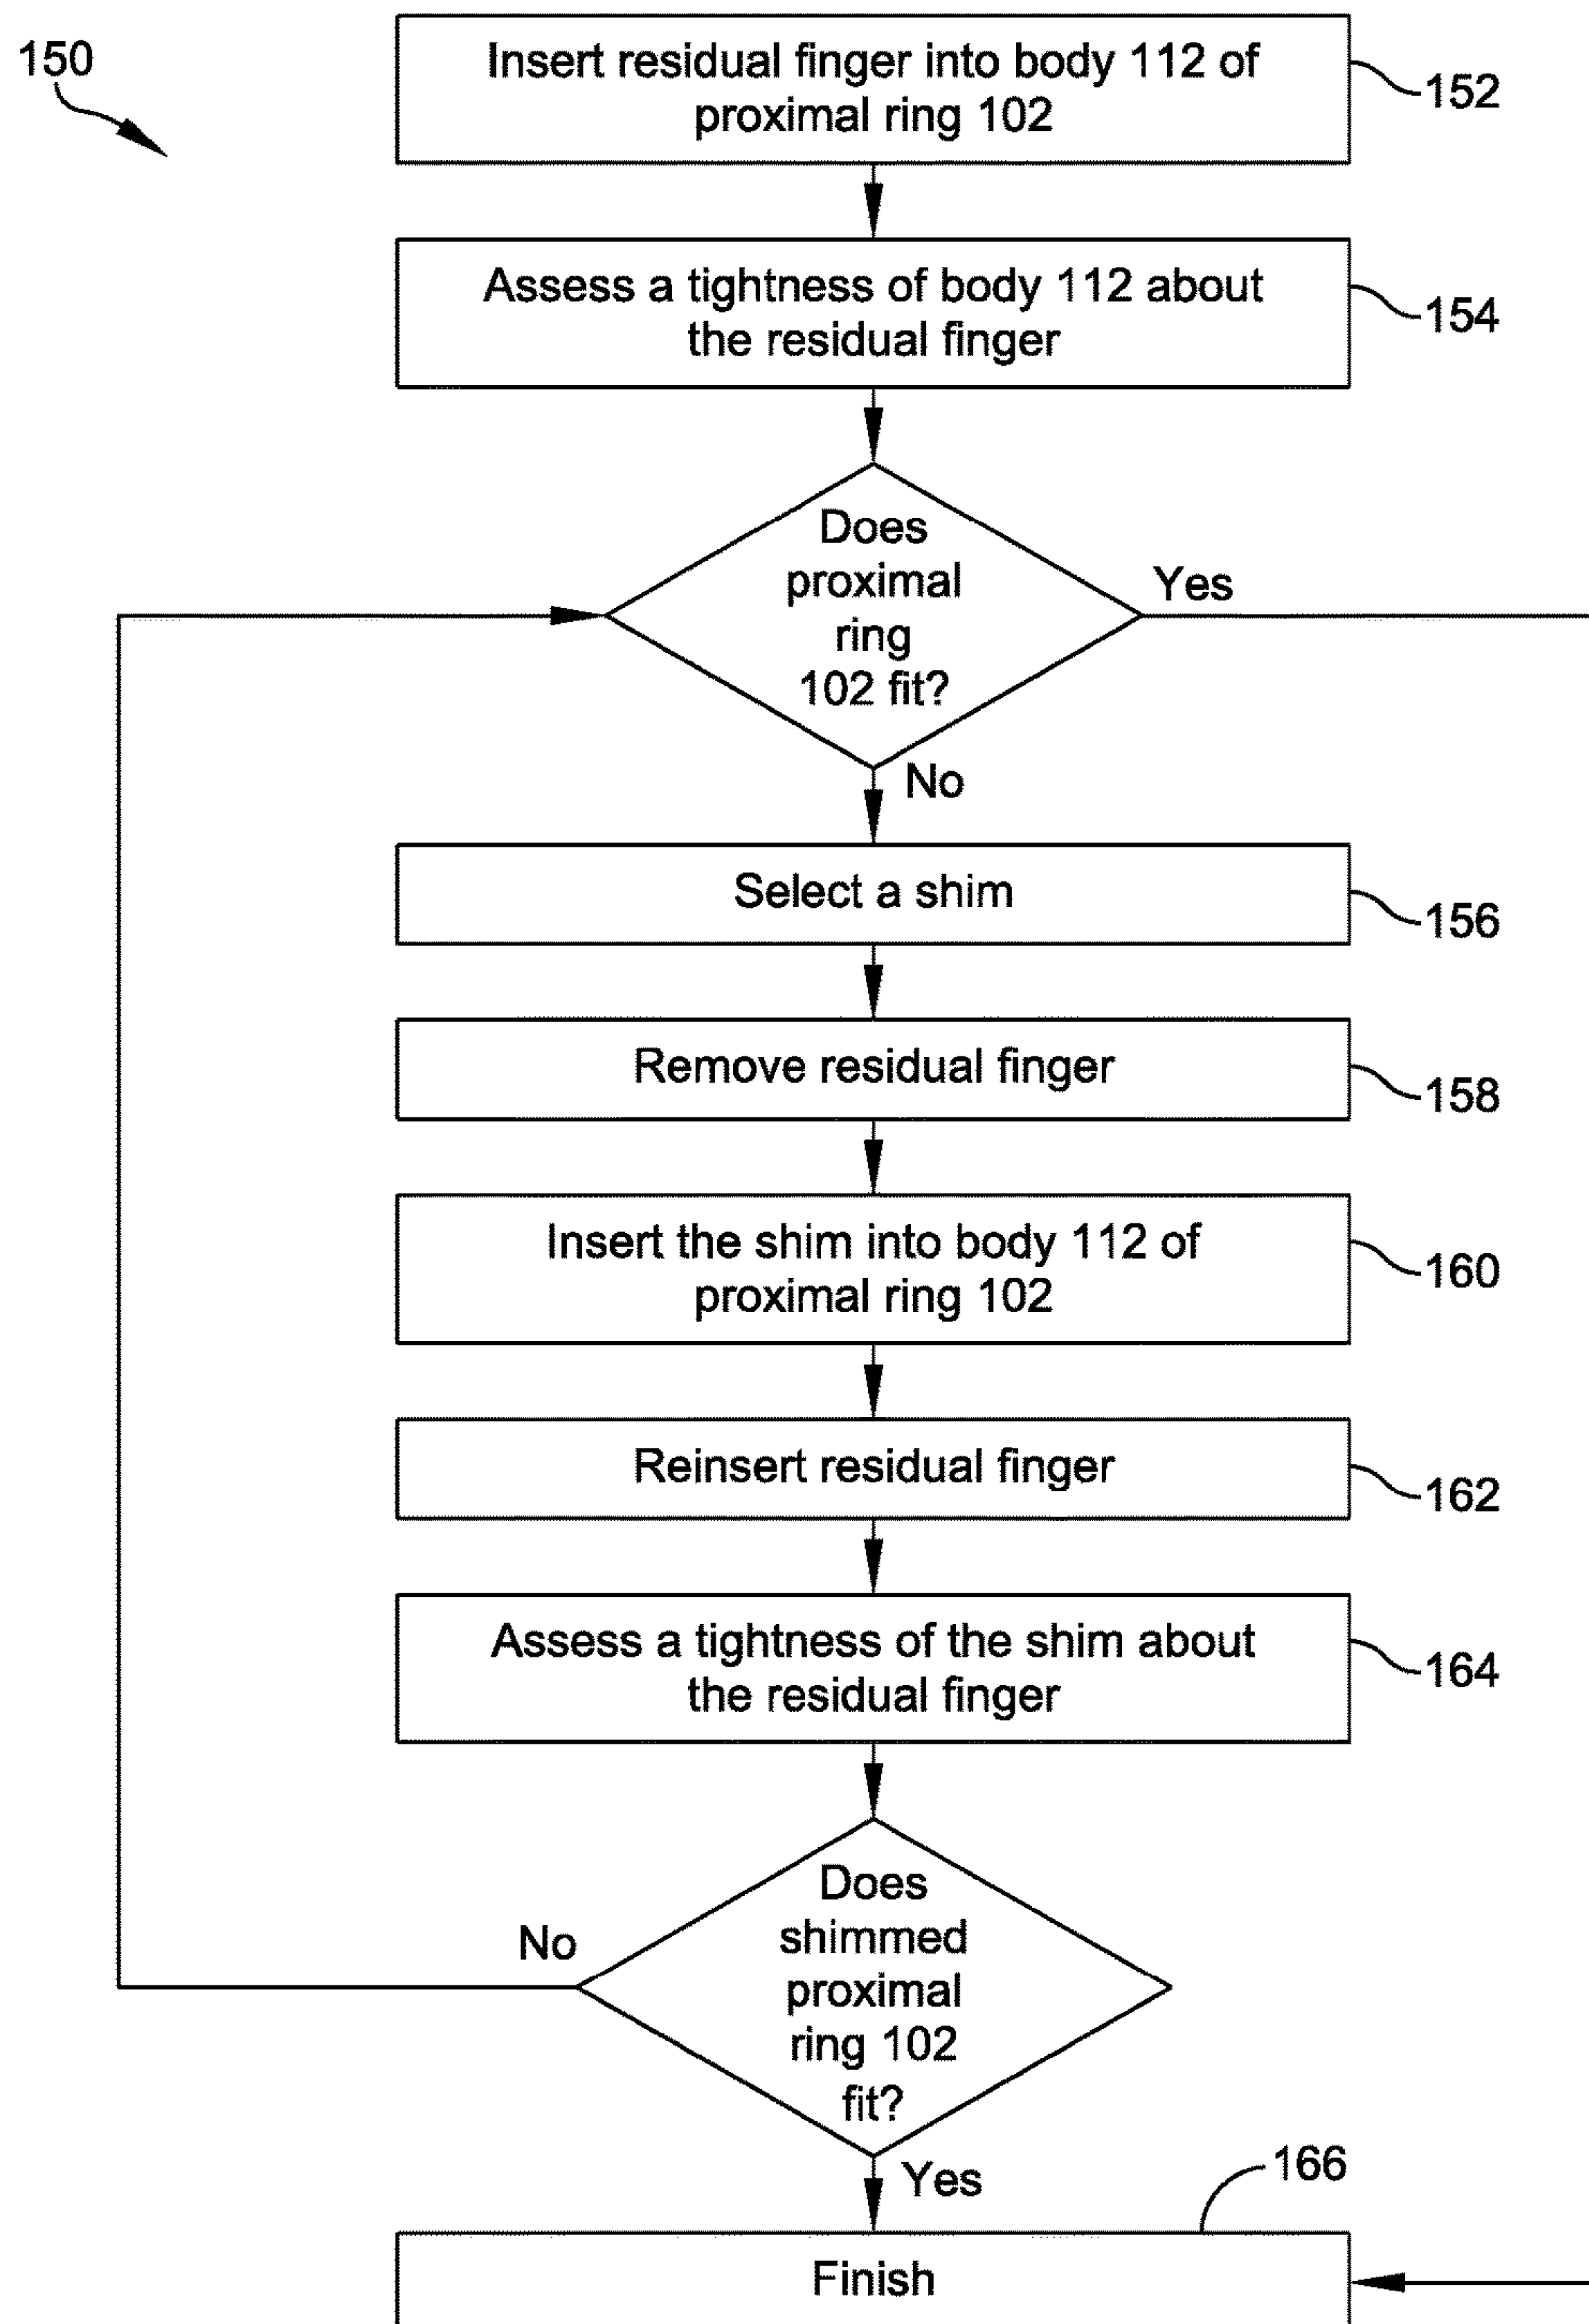 150
Insert residual finger into body 112 of
proximal ring 102
152
Assess a tightness of body 112 about
the residual finger
154
Does
proximal
ring
102 fit?
Yes
No
Select a shim
156
Remove residual finger
158
Insert the shim into body 112 of
proximal ring 102
160
Reinsert residual finger
162
Assess a tightness of the shim about
the residual finger
164
Does
shimmed
proximal
ring 102
fit?
No
Yes
166
Finish